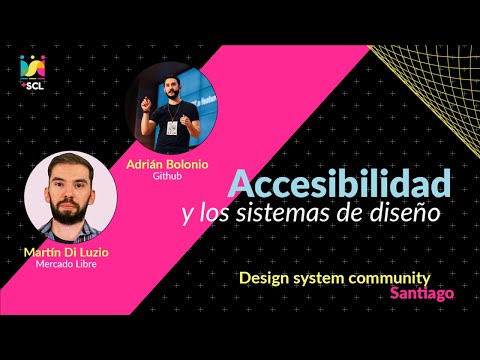 +SCL
Adrián Bolonio
Github
Martín Di Luzio
Mercado Libre
Accesibilidad
y los sistemas de diseño
Design system community
Santiago